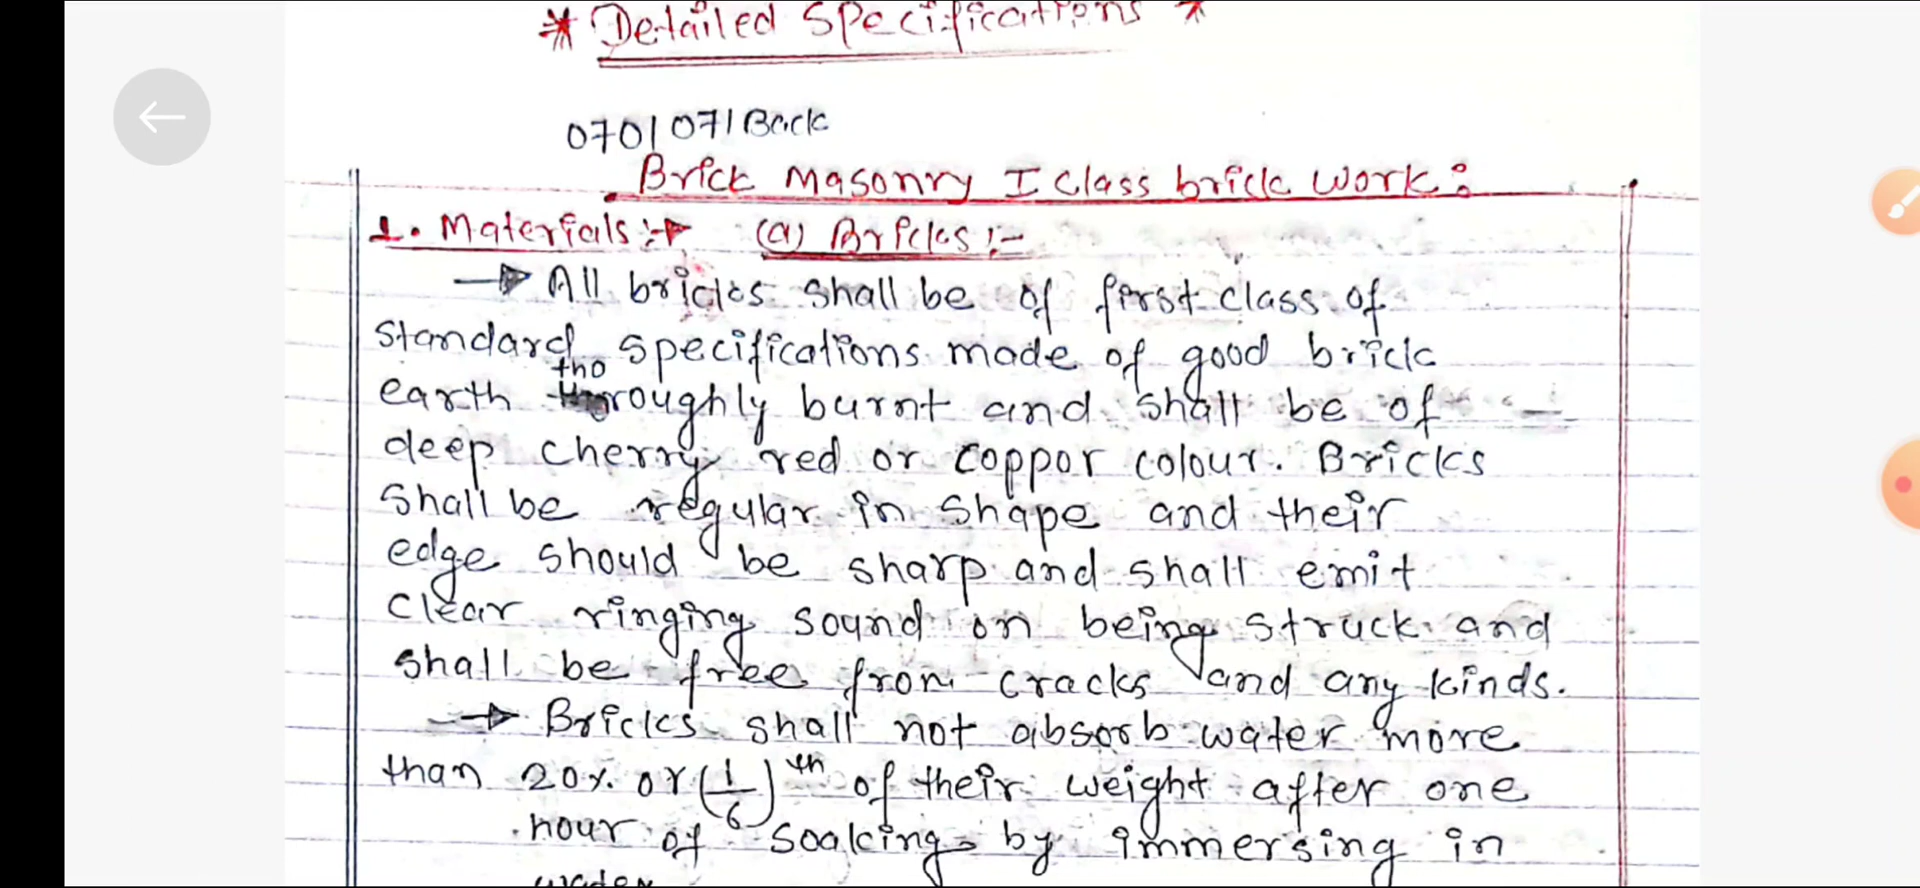 * Detailed Specifications *
0701071Back
Brick Masonry I Class brick work:
1. Materials:→ (a) Bricks:-
→ All bricks shall be of first class of
standard specifications made of good brick
tho
earth thoroughly burnt and shall be of
deep cherry red or coppor colour. Bricks
shall be regular in shape and their
edge should be sharp and shall emit
clear ringing sound on being struck and
shall be free from cracks and any kinds.
→ Bricks shall not absorb water more
than 20% or (1/6)th of their weight after one
hour of soaking by immersing in
water